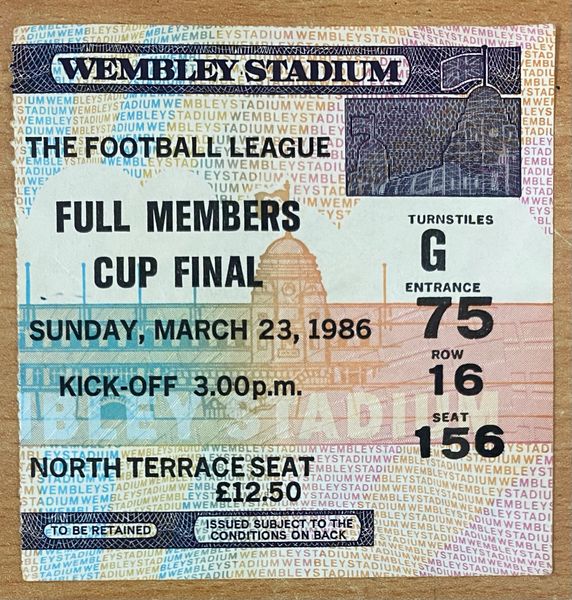 WEMBLEY STADIUM
THE FOOTBALL LEAGUE
FULL MEMBERS
CUP FINAL
SUNDAY, MARCH 23, 1986
KICK-OFF 3.00p.m.
TURNSTILES
G
ENTRANCE
75
ROW
16
SEAT
156
MBLEY STADIUM
NORTH TERRACE SEAT
£12.50
TO BE RETAINED
ISSUED SUBJECT TO THE
CONDITIONS ON BACK